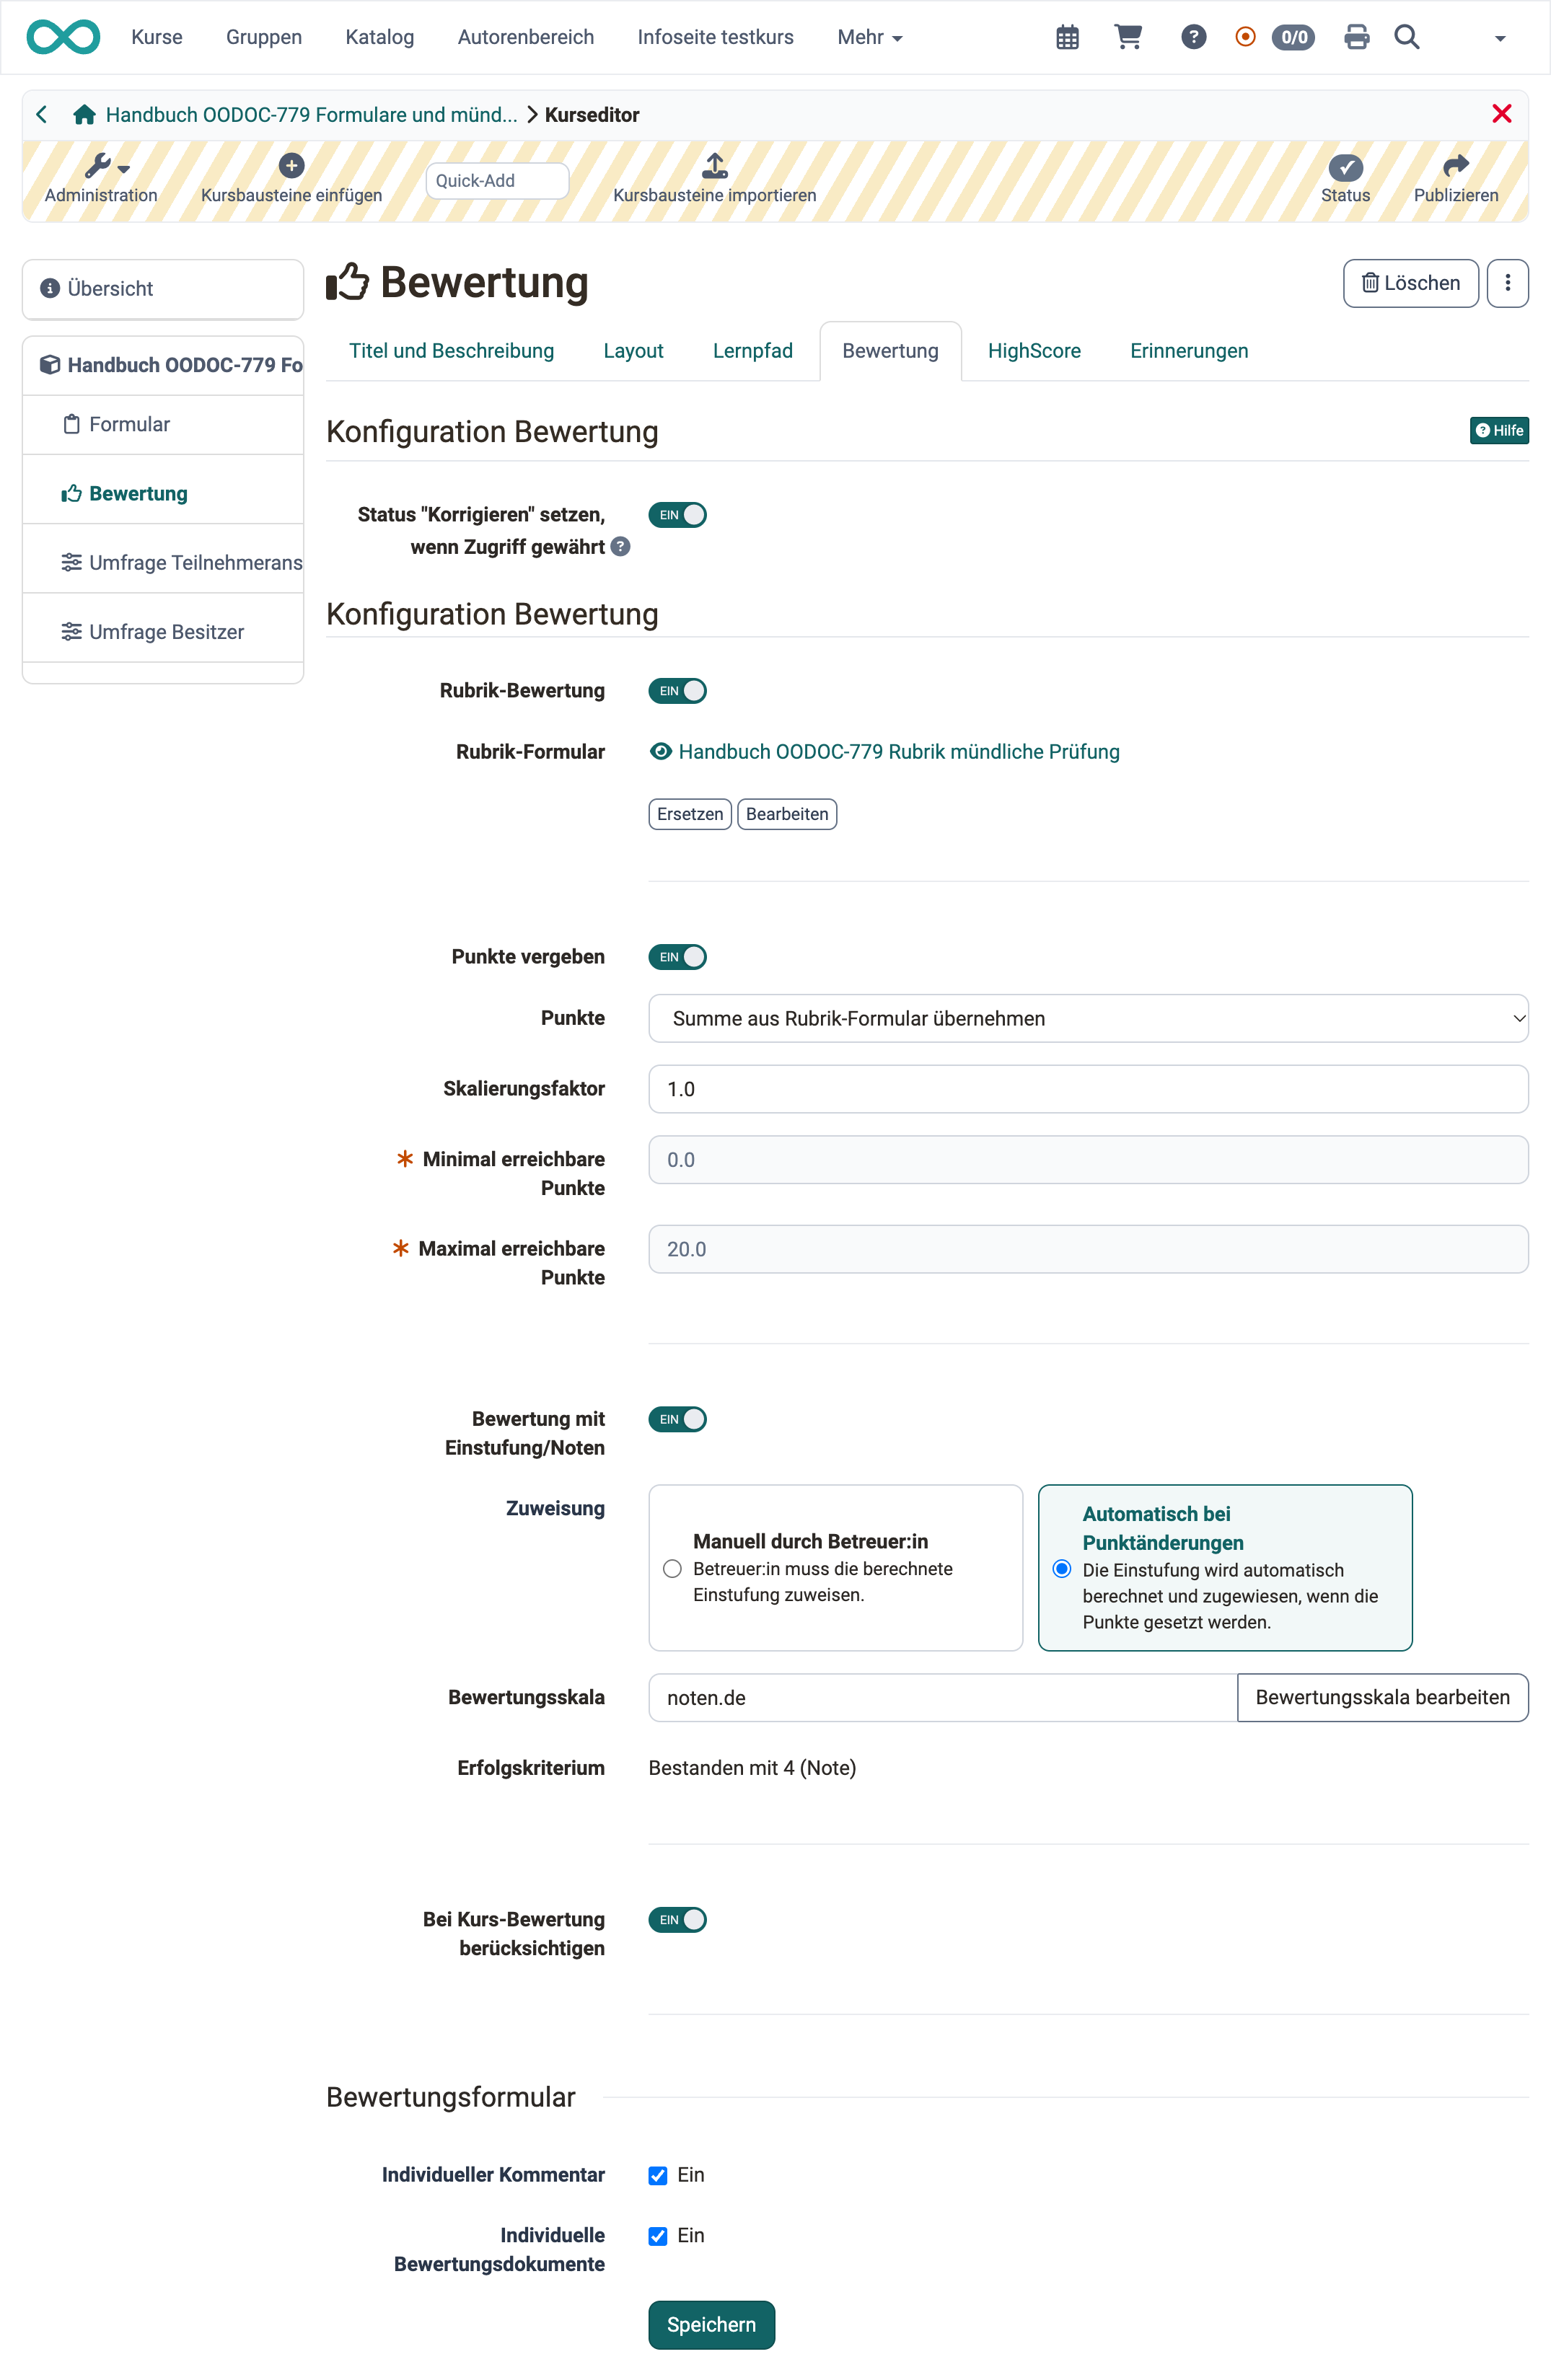 Kurse Gruppen Katalog Autorenbereich Infoseite testkurs Mehr 0/0
Handbuch OODOC-779 Formulare und münd... Kurseditor
Administration Kursbausteine einfügen Quick-Add Kursbausteine importieren Status Publizieren
Übersicht
Handbuch OODOC-779 Fo
Formular
Bewertung
Umfrage Teilnehmerans
Umfrage Besitzer
Bewertung
Löschen
Titel und Beschreibung Layout Lernpfad Bewertung HighScore Erinnerungen
Konfiguration Bewertung
Hilfe
Status "Korrigieren" setzen,
wenn Zugriff gewährt
EIN
Konfiguration Bewertung
Rubrik-Bewertung EIN
Rubrik-Formular Handbuch OODOC-779 Rubrik mündliche Prüfung
Ersetzen Bearbeiten
Punkte vergeben EIN
Punkte Summe aus Rubrik-Formular übernehmen
Skalierungsfaktor 1.0
Minimal erreichbare
Punkte
0.0
Maximal erreichbare
Punkte
20.0
Bewertung mit
Einstufung/Noten
EIN
Zuweisung
Manuell durch Betreuer:in
Betreuer:in muss die berechnete
Einstufung zuweisen.
Automatisch bei
Punktänderungen
Die Einstufung wird automatisch
berechnet und zugewiesen, wenn die
Punkte gesetzt werden.
Bewertungsskala noten.de Bewertungsskala bearbeiten
Erfolgskriterium Bestanden mit 4 (Note)
Bei Kurs-Bewertung
berücksichtigen
EIN
Bewertungsformular
Individueller Kommentar Ein
Individuelle
Bewertungsdokumente
Ein
Speichern